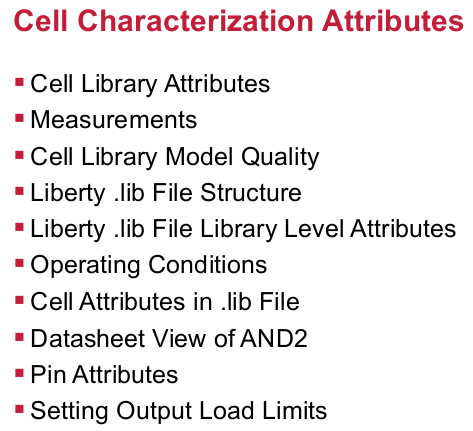 Cell Characterization Attributes
▪ Cell Library Attributes
▪ Measurements
▪ Cell Library Model Quality
▪ Liberty .lib File Structure
▪ Liberty .lib File Library Level Attributes
▪ Operating Conditions
▪ Cell Attributes in .lib File
▪ Datasheet View of AND2
▪ Pin Attributes
▪ Setting Output Load Limits